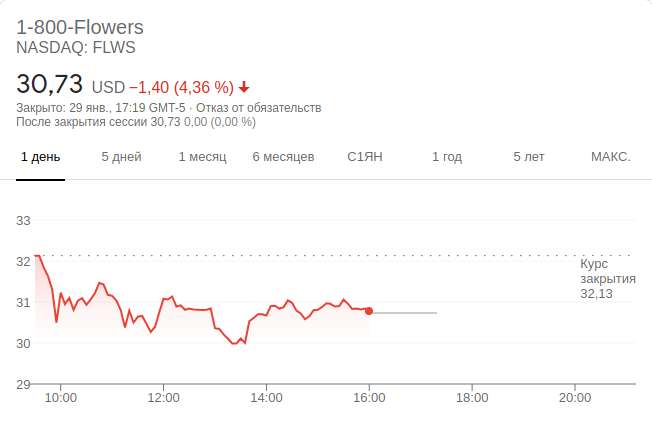 1-800-Flowers
NASDAQ: FLWS
30,73 USD −1,40 (4,36 %)
Закрыто: 29 янв., 17:19 GMT-5 · Отказ от обязательств
После закрытия сессии 30,73 0,00 (0,00 %)
1 день 5 дней 1 месяц 6 месяцев С1ЯН 1 год 5 лет МАКС.
33
32
Курс
закрытия
32,13
31
30
29
10:00 12:00 14:00 16:00 18:00 20:00